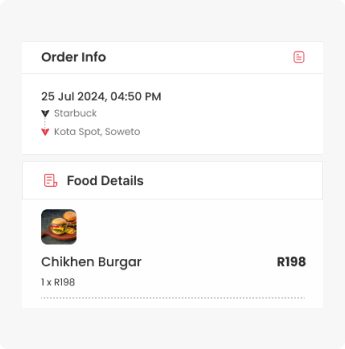 Order Info
25 Jul 2024, 04:50 PM
Starbuck
Kota Spot, Soweto
Food Details
Chikhen Burgar
R198
1 x R198